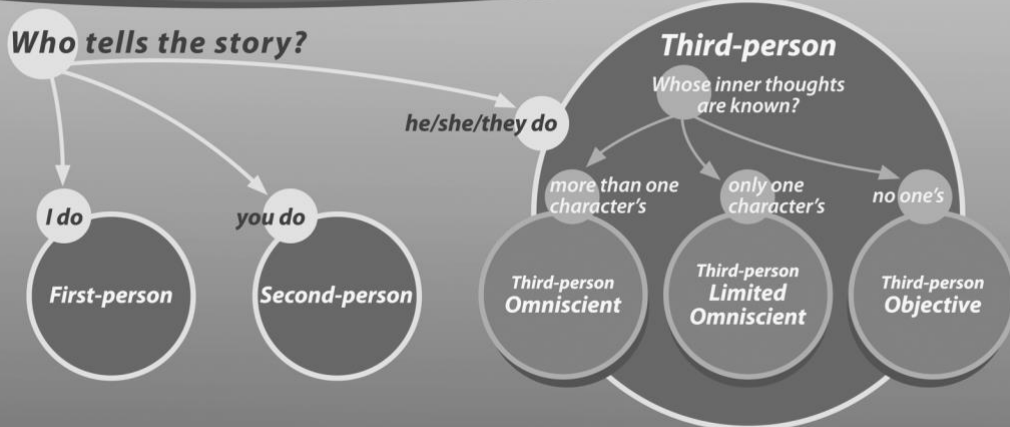 Who tells the story?
I do
First-person
you do
Second-person
he/she/they do
Third-person
Whose inner thoughts
are known?
more than one
character's
Third-person
Omniscient
only one
character's
Third-person
Limited
Omniscient
no one's
Third-person
Objective